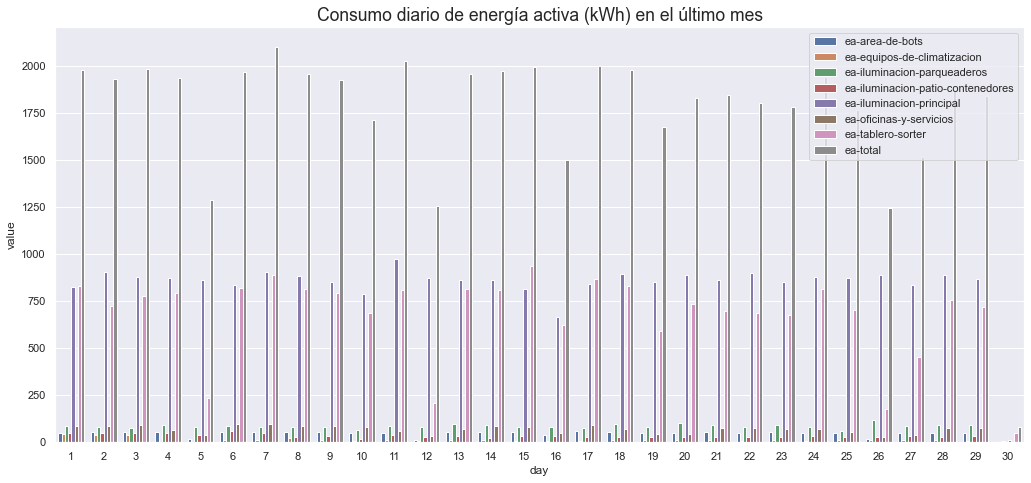 Consumo diario de energía activa (kWh) en el último mes
ea-area-de-bots
ea-equipos-de-climatizacion
ea-iluminacion-parqueaderos
ea-iluminacion-patio-contenedores
ea-iluminacion-principal
ea-oficinas-y-servicios
ea-tablero-sorter
ea-total
2000
1750
1500
1250
1000
750
500
250
0
value
1 2 3 4 5 6 7 8 9 10 11 12 13 14 15 16 17 18 19 20 21 22 23 24 25 26 27 28 29 30
day